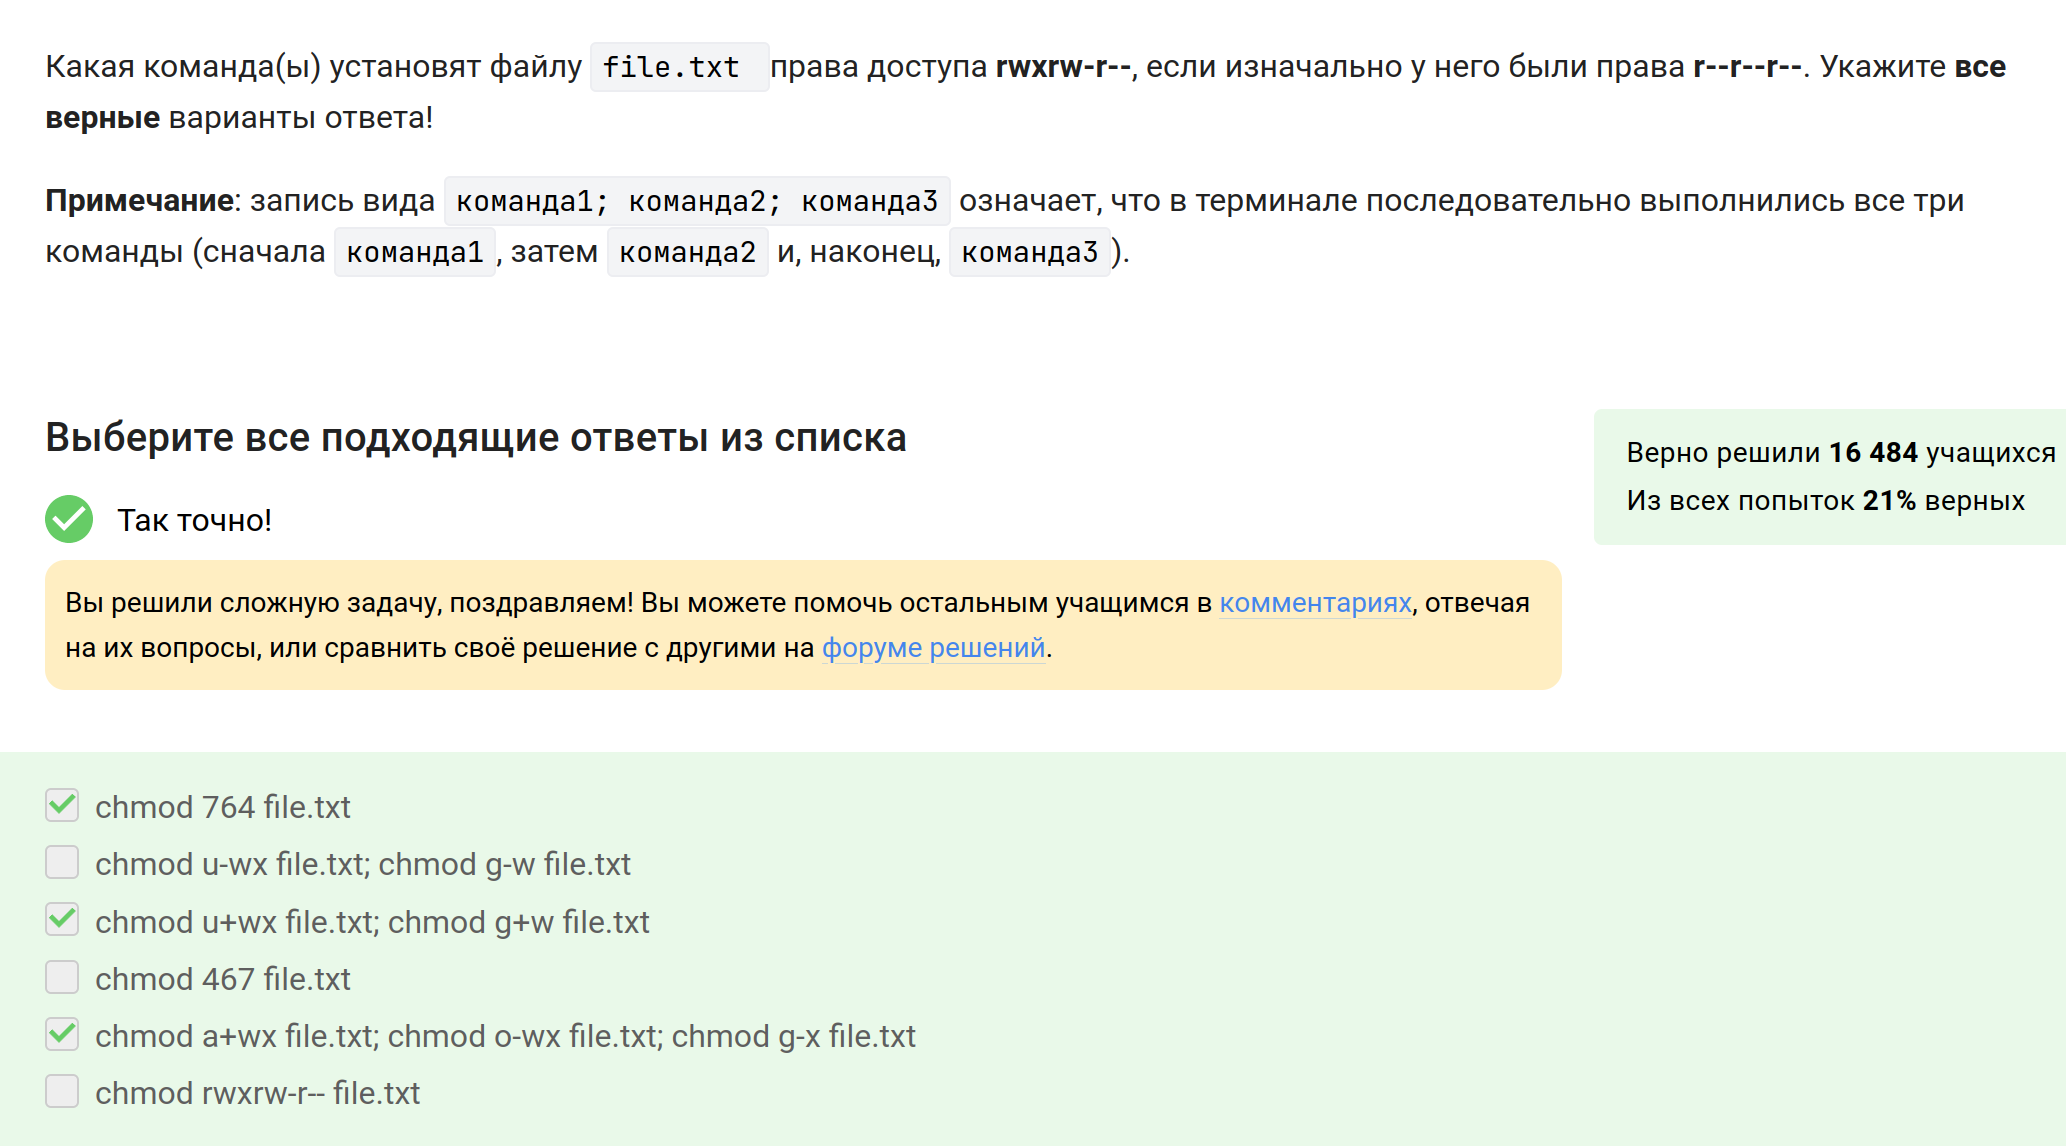 Какая команда(ы) установят файлу file.txt права доступа rwxrw-r--, если изначально у него были права r--r--r--. Укажите все
верные варианты ответа!
Примечание: запись вида команда1; команда2; команда3 означает, что в терминале последовательно выполнились все три
команды (сначала команда1, затем команда2 и, наконец, команда3).
Выберите все подходящие ответы из списка
Верно решили 16 484 учащихся
Из всех попыток 21% верных
Так точно!
Вы решили сложную задачу, поздравляем! Вы можете помочь остальным учащимся в комментариях, отвечая
на их вопросы, или сравнить своё решение с другими на форуме решений.
chmod 764 file.txt
chmod u-wx file.txt; chmod g-w file.txt
chmod u+wx file.txt; chmod g+w file.txt
chmod 467 file.txt
chmod a+wx file.txt; chmod o-wx file.txt; chmod g-x file.txt
chmod rwxrw-r-- file.txt